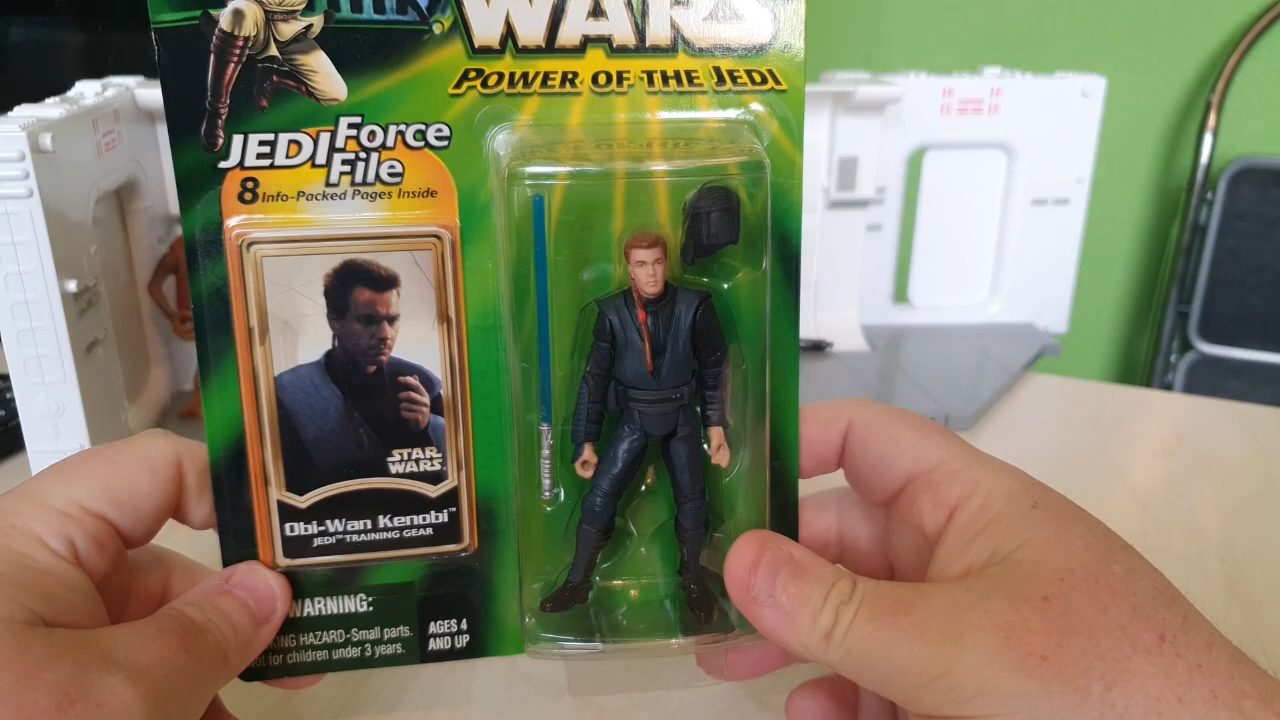 WARS
POWER OF THE JEDI
JEDI Force
File
8 Info-Packed Pages Inside
STAR
WARS
Obi-Wan Kenobi™
JEDI™ TRAINING GEAR
WARNING:
KING HAZARD-Small parts.
Not for children under 3 years.
AGES 4
AND UP